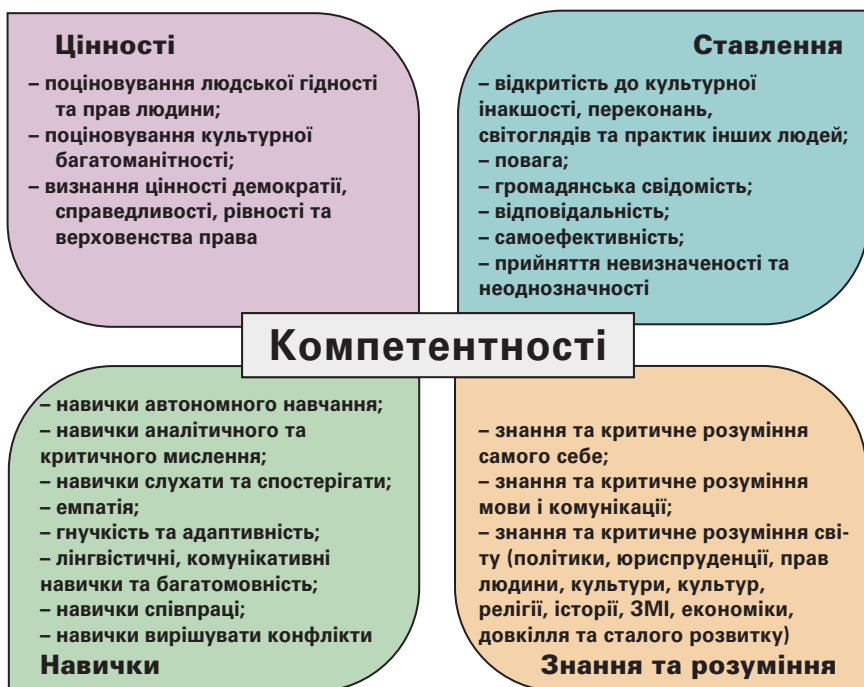 Цінності
– поціновування людської гідності
та прав людини;
– поціновування культурної
багатоманітності;
– визнання цінності демократії,
справедливості, рівності та
верховенства права
Ставлення
– відкритість до культурної
інакшості, переконань,
світоглядів та практик інших людей;
– повага;
– громадянська свідомість;
– відповідальність;
– самоефективність;
– прийняття невизначеності та
неоднозначності
Компетентності
– навички автономного навчання;
– навички аналітичного та
критичного мислення;
– навички слухати та спостерігати;
– емпатія;
– гнучкість та адаптивність;
– лінгвістичні, комунікативні
навички та багатомовність;
– навички співпраці;
– навички вирішувати конфлікти
Навички
– знання та критичне розуміння
самого себе;
– знання та критичне розуміння
мови і комунікації;
– знання та критичне розуміння сві-
ту (політики, юриспруденції, прав
людини, культури, культур,
релігії, історії, ЗМІ, економіки,
довкілля та сталого розвитку)
Знання та розуміння